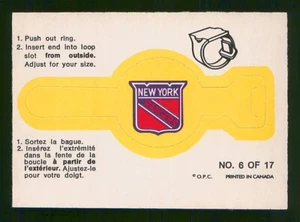 1. Push out ring.
2. Insert end into loop
slot from outside.
Adjust for your size.
NEW YORK
1. Sortez la bague.
2. Insérez l'extrémité
dans la fente de la
boucle à partir de
l'extérieur. Ajustez-le
pour votre doigt.
NO. 6 OF 17
© O.P.C. PRINTED IN CANADA